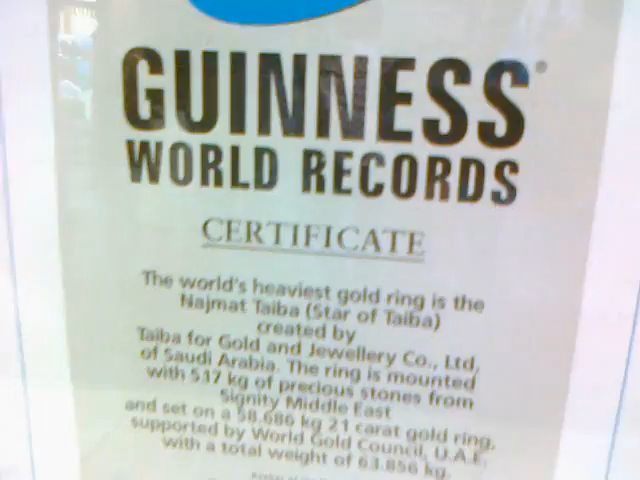 GUINNESS
WORLD RECORDS
CERTIFICATE
The world's heaviest gold ring is the
Najmat Taiba (Star of Taiba)
created by
Taiba for Gold and Jewellery Co., Ltd,
of Saudi Arabia. The ring is mounted
with 5.17 kg of precious stones from
Signity Middle East
and set on a 58.686 kg 21 carat gold ring,
supported by World Gold Council, U.A.E.
with a total weight of 63.856 kg.